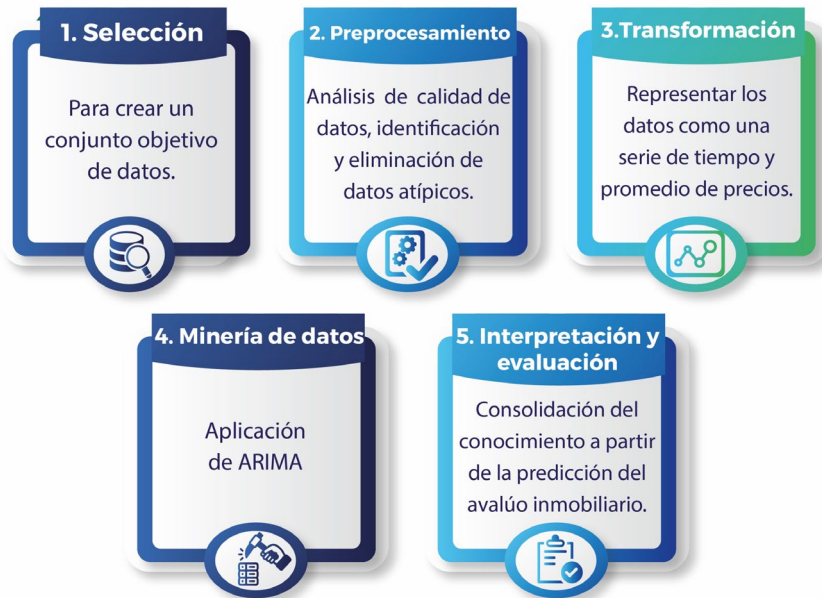 1. Selección
Para crear un
conjunto objetivo
de datos.
2. Preprocesamiento
Análisis de calidad de
datos, identificación
y eliminación de
datos atípicos.
3.Transformación
Representar los
datos como una
serie de tiempo y
promedio de precios.
4. Minería de datos
Aplicación
de ARIMA
5. Interpretación y
evaluación
Consolidación del
conocimiento a partir
de la predicción del
avalúo inmobiliario.